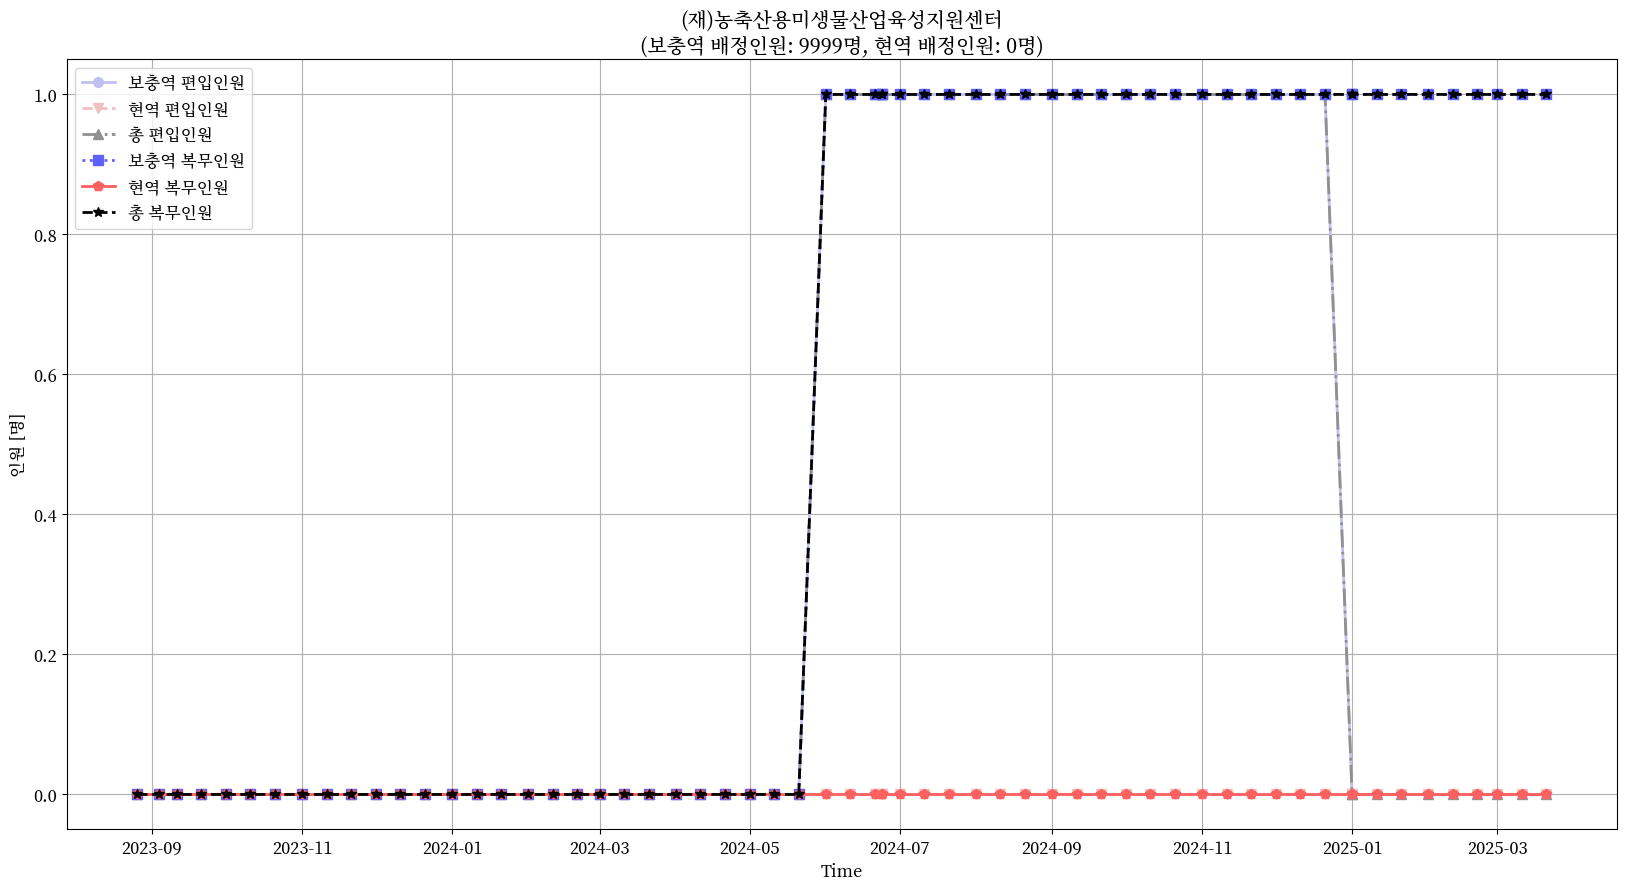 (재)농축산용미생물산업육성지원센터
(보충역 배정인원: 9999명, 현역 배정인원: 0명)
보충역 편입인원
현역 편입인원
총 편입인원
보충역 복무인원
현역 복무인원
총 복무인원
1.0
0.8
0.6
0.4
0.2
0.0
인원 [명]
2023-09
2023-11
2024-01
2024-03
2024-05
2024-07
2024-09
2024-11
2025-01
2025-03
Time